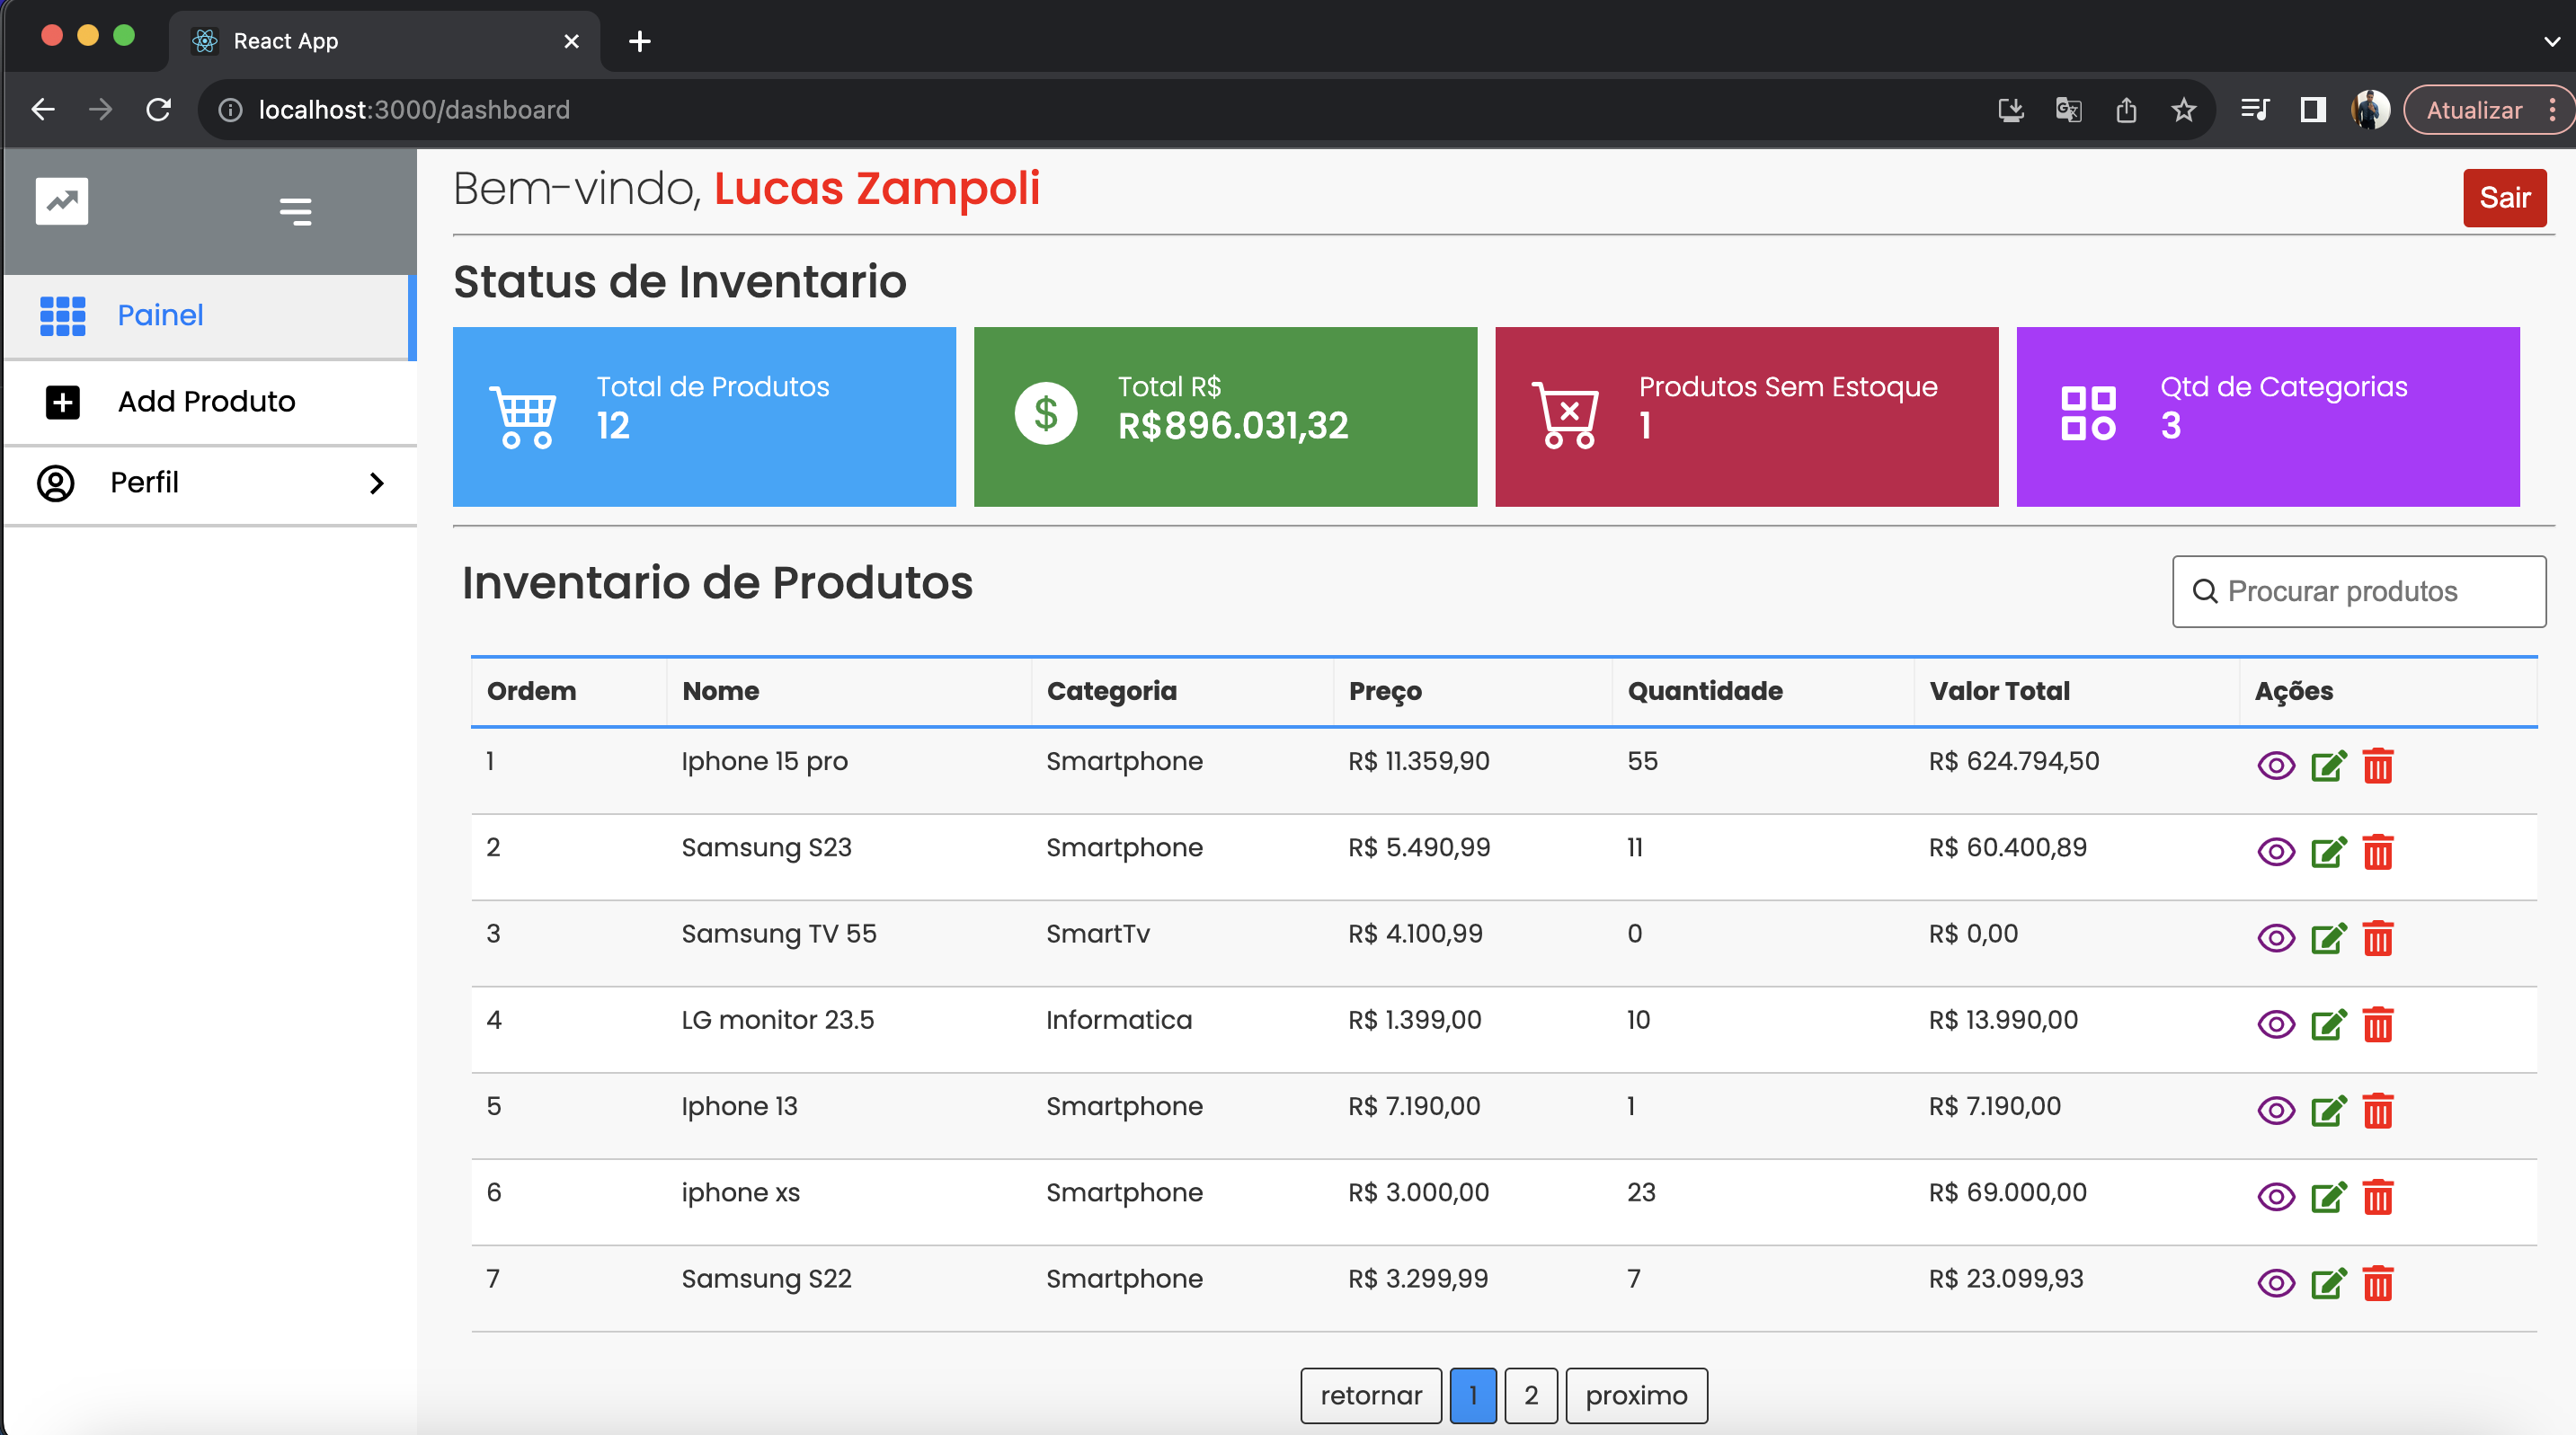 React App
localhost:3000/dashboard
Atualizar
Bem-vindo, Lucas Zampoli
Sair
Painel
Add Produto
Perfil
Status de Inventario
Total de Produtos
12
Total R$
R$896.031,32
Produtos Sem Estoque
1
Qtd de Categorias
3
Inventario de Produtos
Procurar produtos
Ordem Nome Categoria Preço Quantidade Valor Total Ações
1 Iphone 15 pro Smartphone R$ 11.359,90 55 R$ 624.794,50
2 Samsung S23 Smartphone R$ 5.490,99 11 R$ 60.400,89
3 Samsung TV 55 SmartTv R$ 4.100,99 0 R$ 0,00
4 LG monitor 23.5 Informatica R$ 1.399,00 10 R$ 13.990,00
5 Iphone 13 Smartphone R$ 7.190,00 1 R$ 7.190,00
6 iphone xs Smartphone R$ 3.000,00 23 R$ 69.000,00
7 Samsung S22 Smartphone R$ 3.299,99 7 R$ 23.099,93
retornar 1 2 proximo